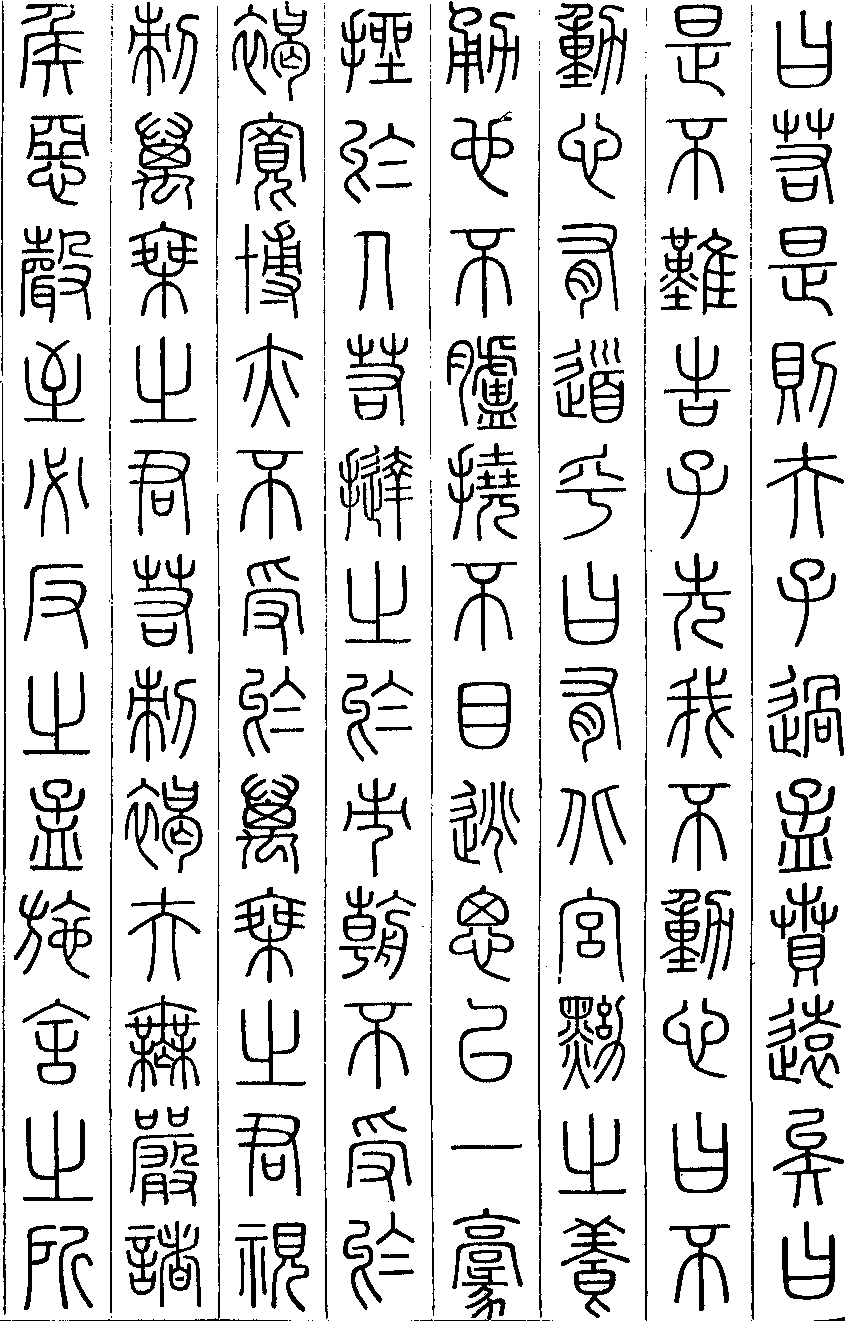 曰若是則夫子過孟賁遠矣曰
是不難告子先我不動心曰不
動心有道乎曰有北宮黝之養
勇也不膚撓不目逃思以一豪
挫於人若撻之於市朝不受於
褐寬博亦不受於萬乘之君視
刺萬乘之君若刺褐夫無嚴諸
侯惡聲至必反之孟施舍之所